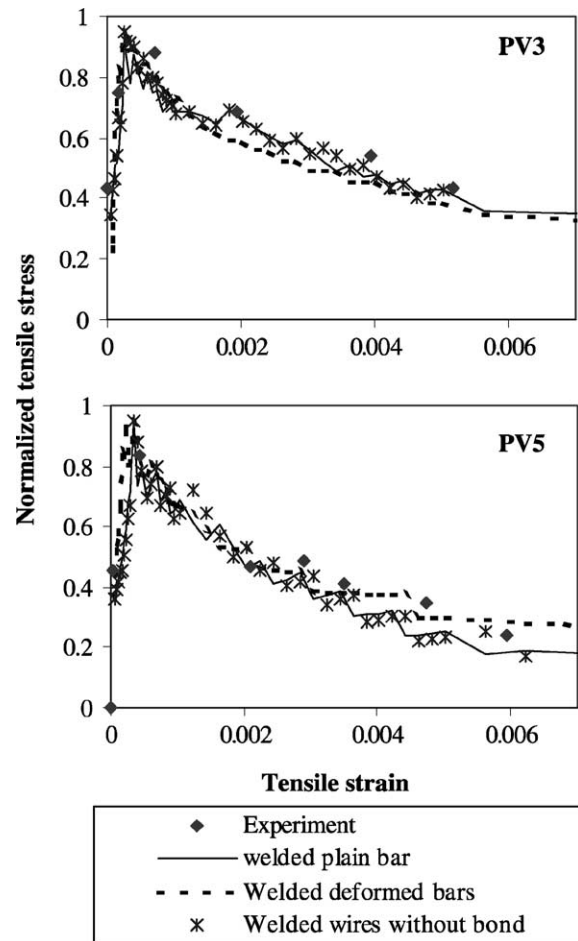 PV3
1
0.8
0.6
0.4
0.2
0
0 0.002 0.004 0.006
Normalized tensile stress
PV5
1
0.8
0.6
0.4
0.2
0
0 0.002 0.004 0.006
Tensile strain
Experiment
welded plain bar
Welded deformed bars
Welded wires without bond